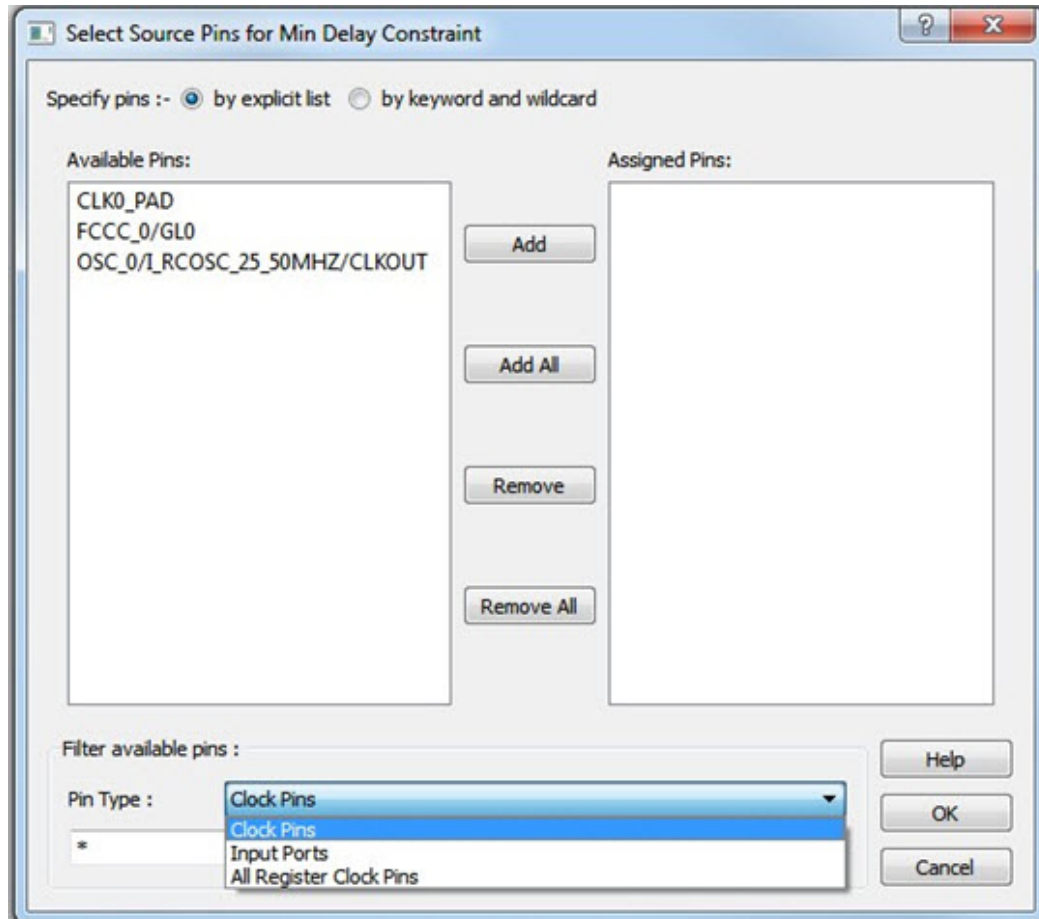 Select Source Pins for Min Delay Constraint
?
Specify pins :- by explicit list by keyword and wildcard
Available Pins: Assigned Pins:
CLK0_PAD
FCCC_0/GL0
OSC_0/I_RCOSC_25_50MHZ/CLKOUT
Add
Add All
Remove
Remove All
Filter available pins :
Pin Type : Clock Pins
Clock Pins
Input Ports
All Register Clock Pins
*
Help
OK
Cancel